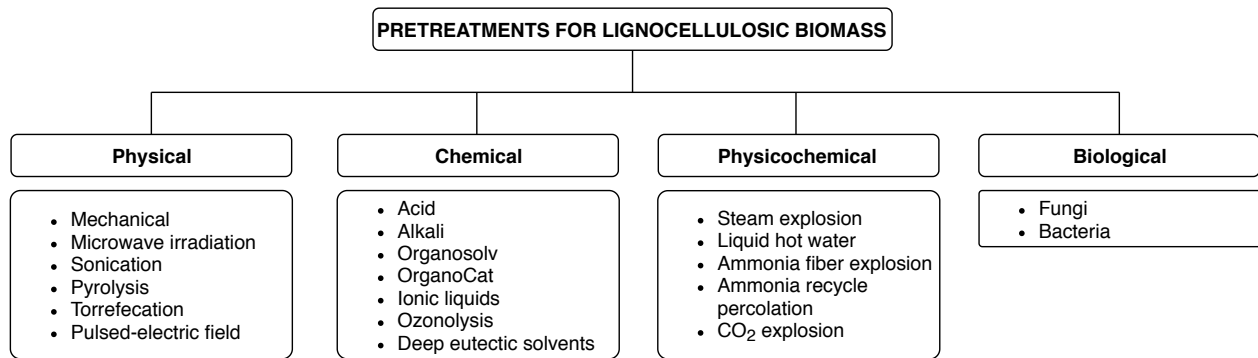 PRETREATMENTS FOR LIGNOCELLULOSIC BIOMASS
Physical
• Mechanical
• Microwave irradiation
• Sonication
• Pyrolysis
• Torrefecation
• Pulsed-electric field
Chemical
• Acid
• Alkali
• Organosolv
• OrganoCat
• Ionic liquids
• Ozonolysis
• Deep eutectic solvents
Physicochemical
• Steam explosion
• Liquid hot water
• Ammonia fiber explosion
• Ammonia recycle
percolation
• CO₂ explosion
Biological
• Fungi
• Bacteria